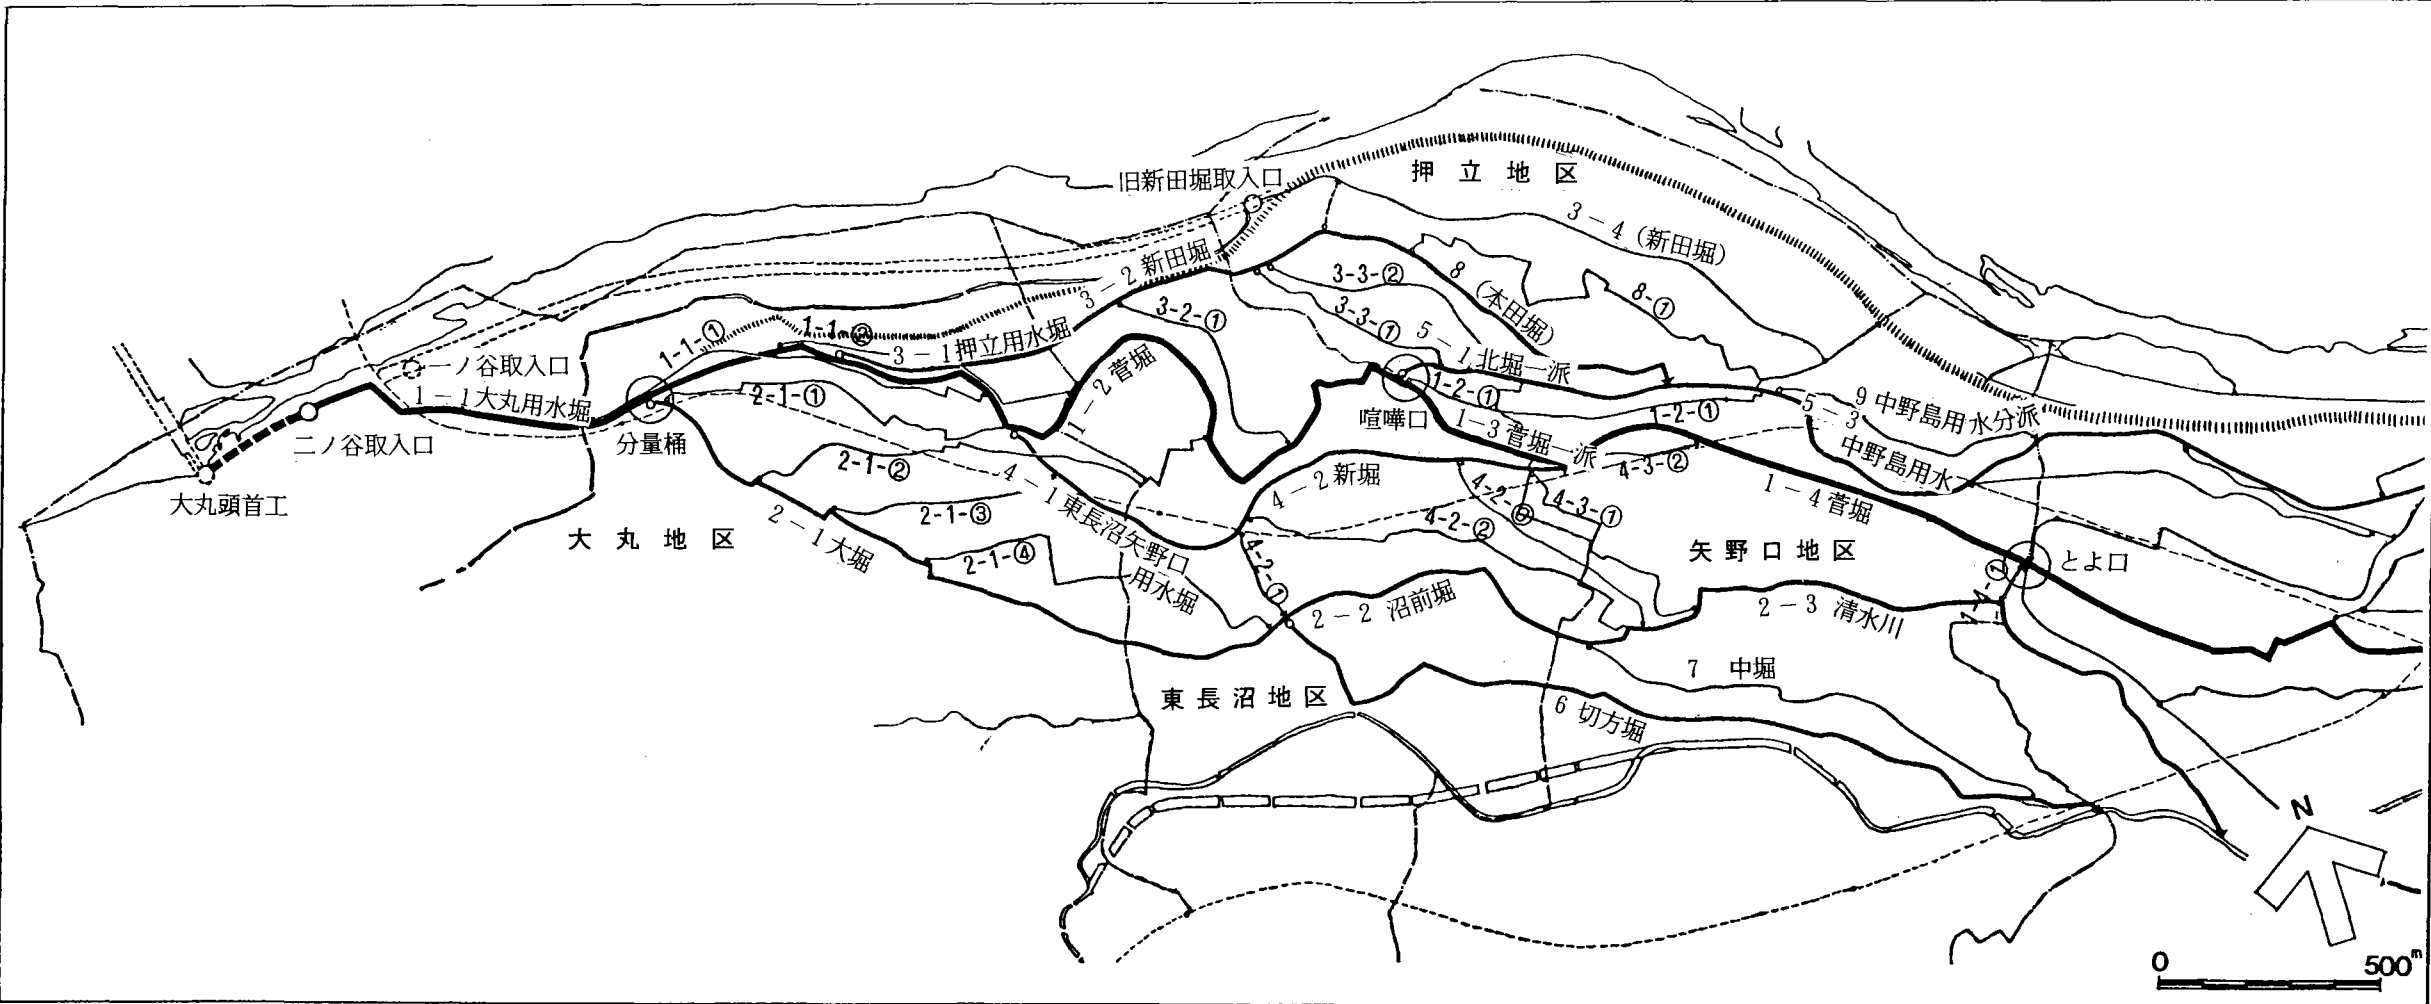 旧新田堀取入口
押立地区
3-4(新田堀)
3-2 新田堀
3-3-②
8
(本田堀)
8-①
3-2-①
3-3-①
1-1-①
1-1-②
3-1 押立用水堀
5-1 北堀一派
一ノ谷取入口
1-1 大丸用水堀
2-1-①
1-2 菅堀
1-2-①
1-2-①
9 中野島用水分派
5-3
中野島用水
二ノ谷取入口
分量桶
喧嘩口
1-3 菅堀一派
2-1-②
4-1 東長沼矢野口
用水堀
4-2 新堀
4-3-②
1-4 菅堀
大丸頭首工
大丸地区
2-1 大堀
2-1-③
4-2-①
4-2-②
4-3-①
矢野口地区
とよ口
2-1-④
4-2-①
2-2 沼前堀
2-3 清水川
1-4-1
東長沼地区
7 中堀
6 切方堀
N
0 500m